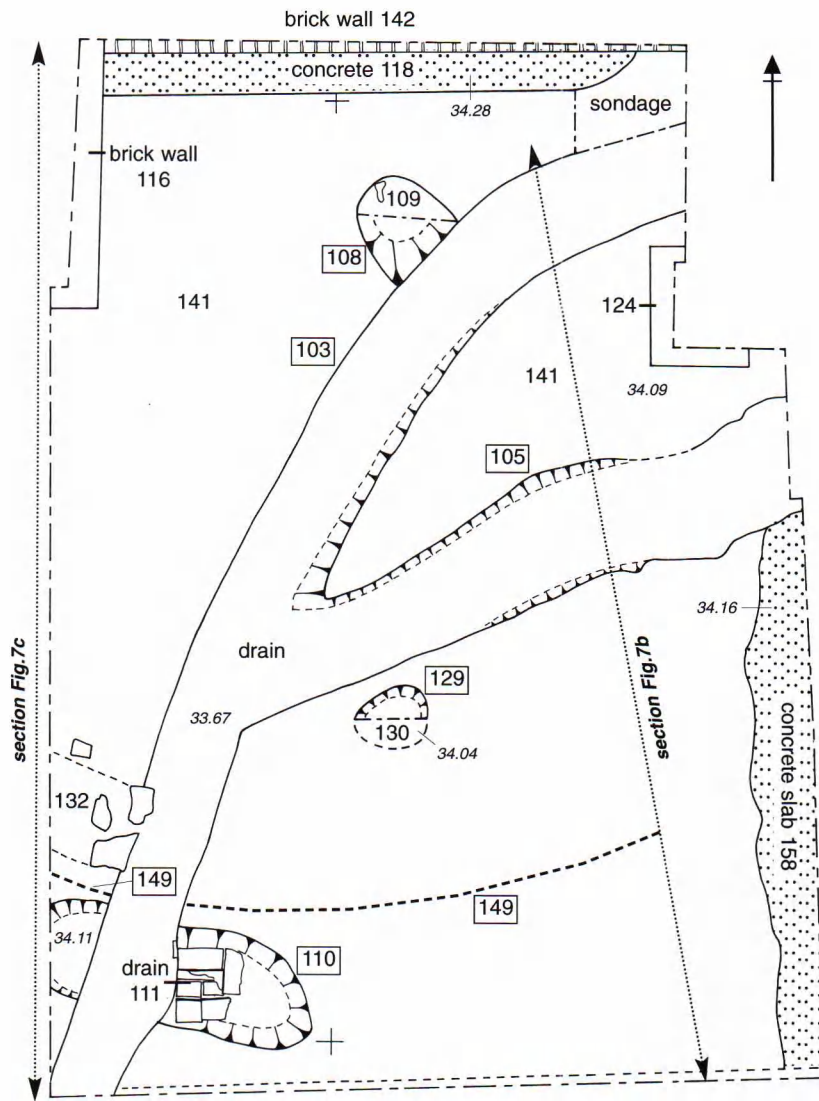 brick wall 142
concrete 118
34.28
sondage
brick wall
116
109
108
141
124
103
141
34.09
105
34.16
drain
section Fig.7c
129
33.67
130
34.04
section Fig.7b
concrete slab 158
132
149
149
34.11
110
drain
111